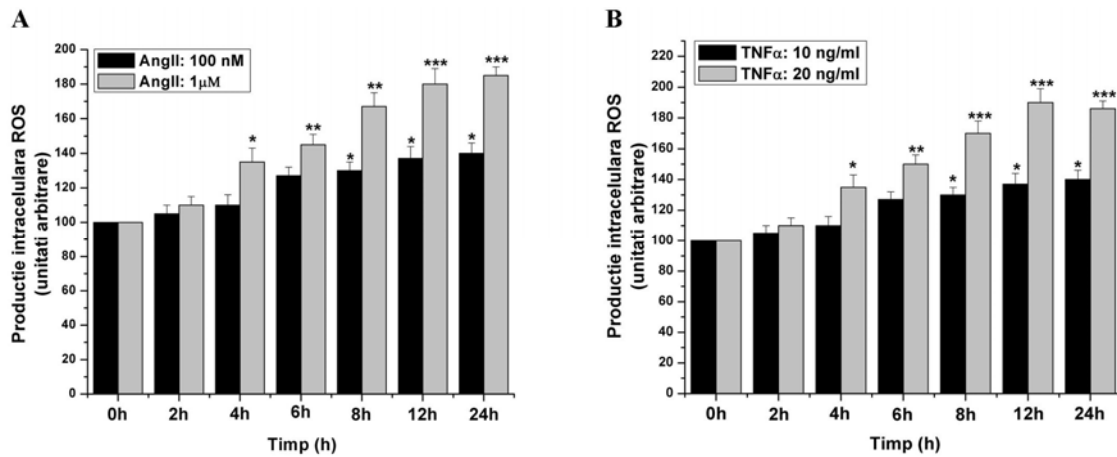 A
Productie intracelulara ROS
(unitati arbitrare)
200
180
160
140
120
100
80
60
40
20
0
AngII: 100 nM
AngII: 1μM
*
**
*
**
*
***
*
***
0h 2h 4h 6h 8h 12h 24h
Timp (h)
B
Productie intracelulara ROS
(unitati arbitrare)
220
200
180
160
140
120
100
80
60
40
20
0
TNFα: 10 ng/ml
TNFα: 20 ng/ml
*
**
*
***
*
***
*
***
0h 2h 4h 6h 8h 12h 24h
Timp (h)